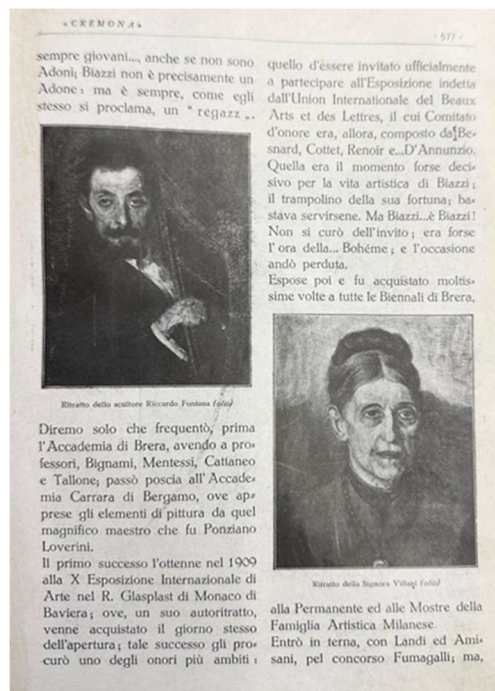 «CREMONA»
- 577 -
sempre giovani..., anche se non sono
Adoni; Biazzi non è precisamente un
Adone: ma è sempre, come egli
stesso si proclama, un "regazz„.
Ritratto dello scultore Riccardo Fontana (olio)
Diremo solo che frequentò, prima
l'Accademia di Brera, avendo a pro=
fessori, Bignami, Mentessi, Cattaneo
e Tallone; passò poscia all'Accade=
mia Carrara di Bergamo, ove ap=
prese gli elementi di pittura da quel
magnifico maestro che fu Ponziano
Loverini.
Il primo successo l'ottenne nel 1909
alla X Esposizione Internazionale di
Arte nel R. Glasplast di Monaco di
Baviera; ove, un suo autoritratto,
venne acquistato il giorno stesso
dell'apertura; tale successo gli pro=
curò uno degli onori più ambiti:
quello d'essere invitato ufficialmente
a partecipare all'Esposizione indetta
dall'Union Internationale del Beaux
Arts et des Lettres, il cui Comitato
d'onore era, allora, composto da Be=
snard, Cottet, Renoir e...D'Annunzio.
Quella era il momento forse deci=
sivo per la vita artistica di Biazzi;
il trampolino della sua fortuna; ba=
stava servirsene. Ma Biazzi...è Biazzi!
Non si curò dell'invito; era forse
l'ora della... Bohéme; e l'occasione
andò perduta.
Espose poi e fu acquistato moltis=
sime volte a tutte le Biennali di Brera,
Ritratto della Signora Villani (olio)
alla Permanente ed alle Mostre della
Famiglia Artistica Milanese.
Entrò in terna, con Landi ed Ami=
sani, pel concorso Fumagalli; ma,